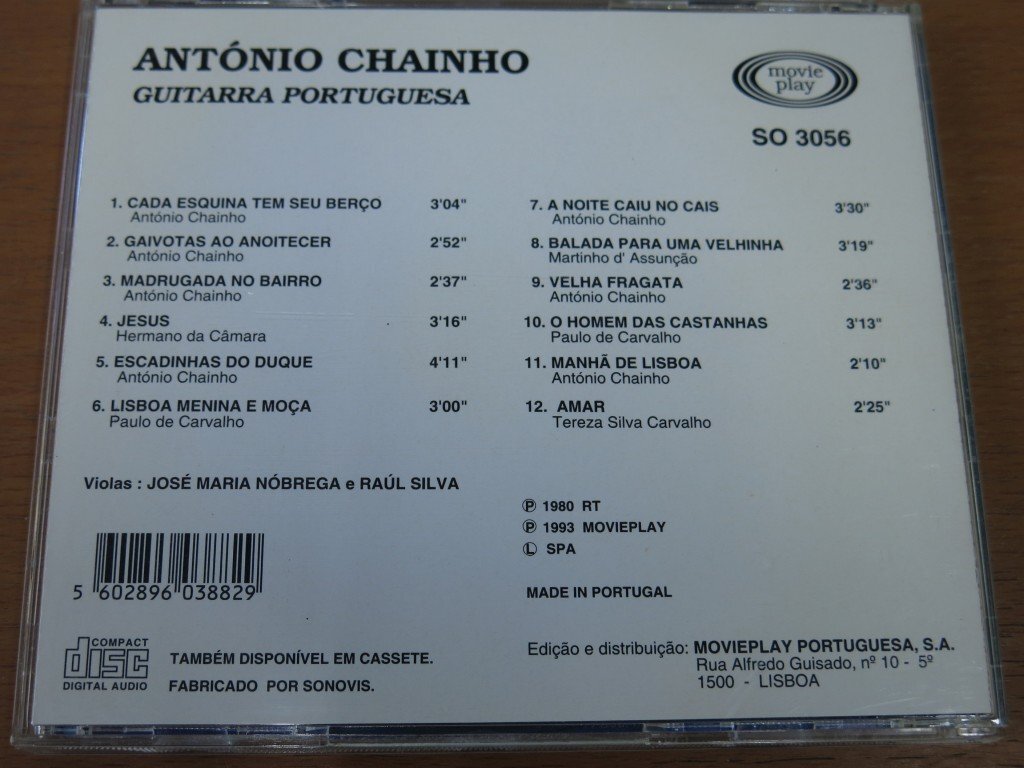 ANTÓNIO CHAINHO
GUITARRA PORTUGUESA
movie
play
SO 3056
1. CADA ESQUINA TEM SEU BERÇO 3'04"
António Chainho
2. GAIVOTAS AO ANOITECER 2'52"
António Chainho
3. MADRUGADA NO BAIRRO 2'37"
António Chainho
4. JESUS 3'16"
Hermano da Câmara
5. ESCADINHAS DO DUQUE 4'11"
António Chainho
6. LISBOA MENINA E MOÇA 3'00"
Paulo de Carvalho
7. A NOITE CAIU NO CAIS 3'30"
António Chainho
8. BALADA PARA UMA VELHINHA 3'19"
Martinho d' Assunção
9. VELHA FRAGATA 2'36"
António Chainho
10. O HOMEM DAS CASTANHAS 3'13"
Paulo de Carvalho
11. MANHÃ DE LISBOA 2'10"
António Chainho
12. AMAR 2'25"
Tereza Silva Carvalho
Violas : JOSÉ MARIA NÓBREGA e RAÚL SILVA
Ⓟ 1980 RT
Ⓟ 1993 MOVIEPLAY
Ⓛ SPA
5 602896 038829
MADE IN PORTUGAL
COMPACT
disc
DIGITAL AUDIO
TAMBÉM DISPONÍVEL EM CASSETE.
FABRICADO POR SONOVIS.
Edição e distribuição: MOVIEPLAY PORTUGUESA, S.A.
Rua Alfredo Guisado, nº 10 - 5º
1500 - LISBOA